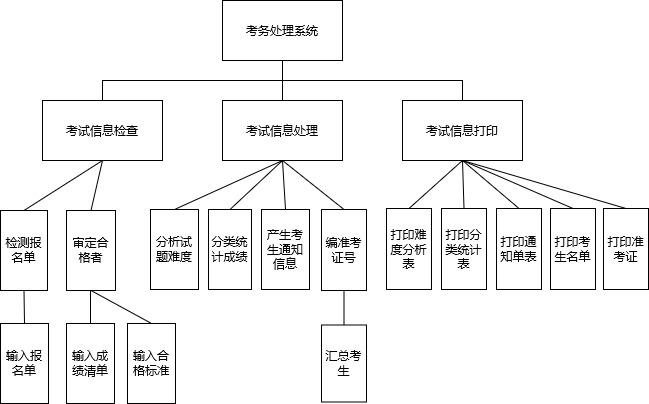 考务处理系统
考试信息检查
考试信息处理
考试信息打印
检测报
名单
审定合
格者
分析试
题难度
分类统
计成绩
产生考
生通知
信息
编准考
证号
打印难
度分析
表
打印分
类统计
表
打印通
知单表
打印考
生名单
打印准
考证
输入报
名单
输入成
绩清单
输入合
格标准
汇总考
生